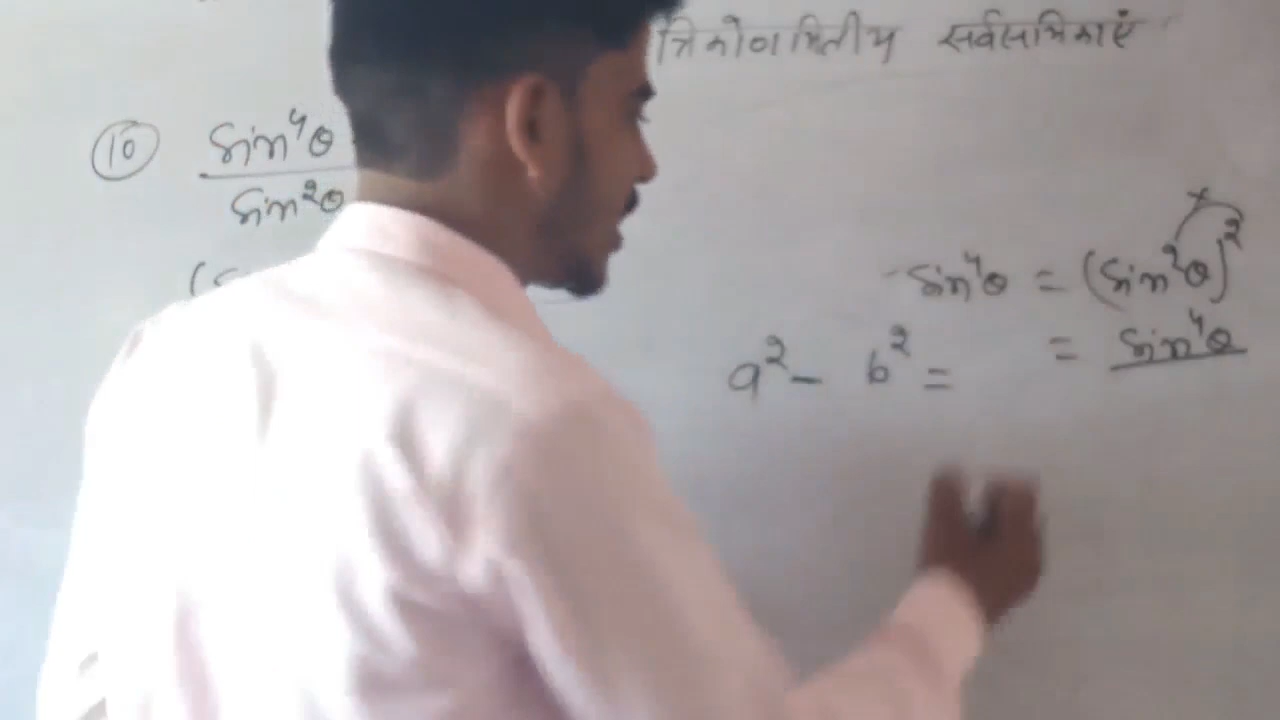 त्रिकोणमितीय सर्वसमिकाएं
(10) sin⁴θ
sin²θ
sin⁴θ = (sin²θ)²
= sin⁴θ
a² - b² =